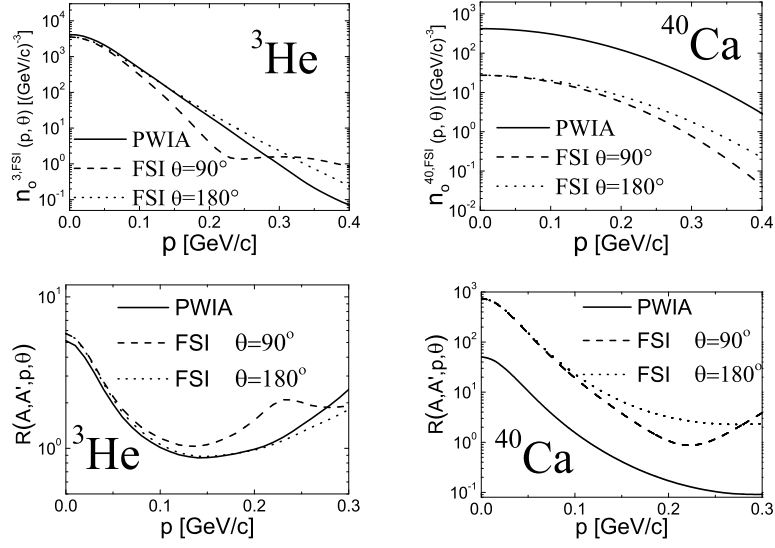 n₀^{3,FSI} (p, θ) [(GeV/c)⁻³]
10⁴
10³
10²
10¹
10⁰
10⁻¹
³He
PWIA
FSI θ=90°
FSI θ=180°
0.0 0.1 0.2 0.3 0.4
p [GeV/c]
n₀^{40,FSI} (p, θ) [(GeV/c)⁻³]
10³
10²
10¹
10⁰
10⁻¹
10⁻²
⁴⁰Ca
PWIA
FSI θ=90°
FSI θ=180°
0.0 0.1 0.2 0.3 0.4
p [GeV/c]
R(A,A',p,θ)
10¹
10⁰
PWIA
FSI θ=90°
FSI θ=180°
³He
0.0 0.1 0.2 0.3
p [GeV/c]
R(A,A',p,θ)
10³
10²
10¹
10⁰
10⁻¹
PWIA
FSI θ=90°
FSI θ=180°
⁴⁰Ca
0.0 0.1 0.2 0.3
p [GeV/c]